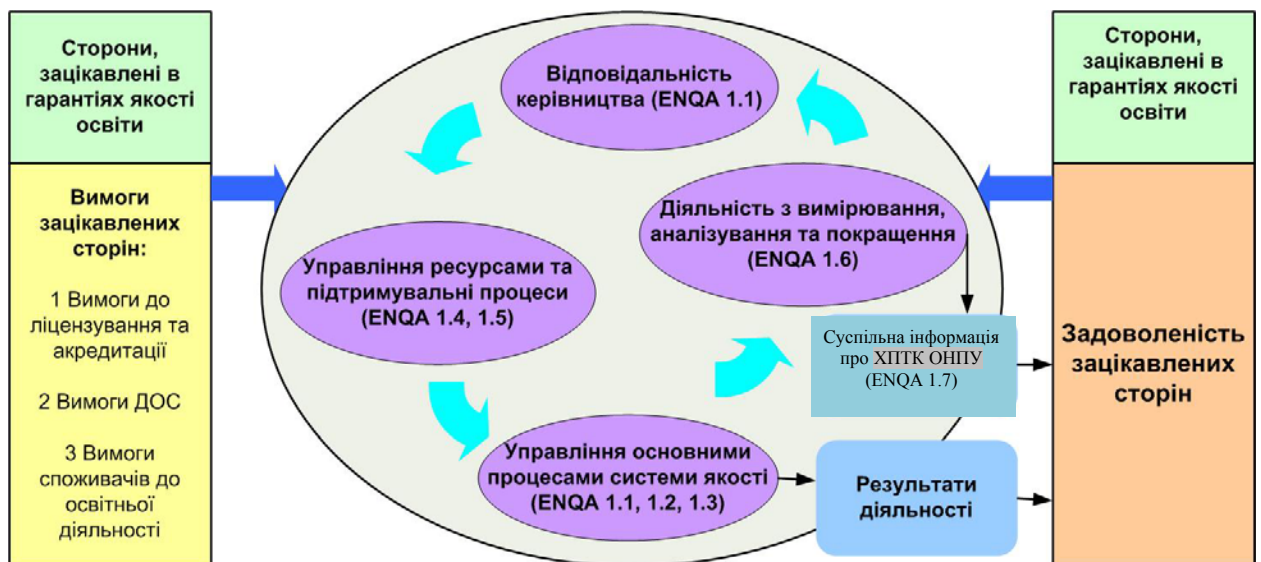 Сторони,
зацікавлені в
гарантіях якості
освіти
Вимоги
зацікавлених
сторін:
1 Вимоги до
ліцензування та
акредитації
2 Вимоги ДОС
3 Вимоги
споживачів до
освітньої
діяльності
Відповідальність
керівництва (ENQA 1.1)
Управління ресурсами та
підтримувальні процеси
(ENQA 1.4, 1.5)
Діяльність з вимірювання,
аналізування та покращення
(ENQA 1.6)
Суспільна інформація
про ХПТК ОНПУ
(ENQA 1.7)
Управління основними
процесами системи якості
(ENQA 1.1, 1.2, 1.3)
Результати
діяльності
Сторони,
зацікавлені в
гарантіях якості
освіти
Задоволеність
зацікавлених
сторін